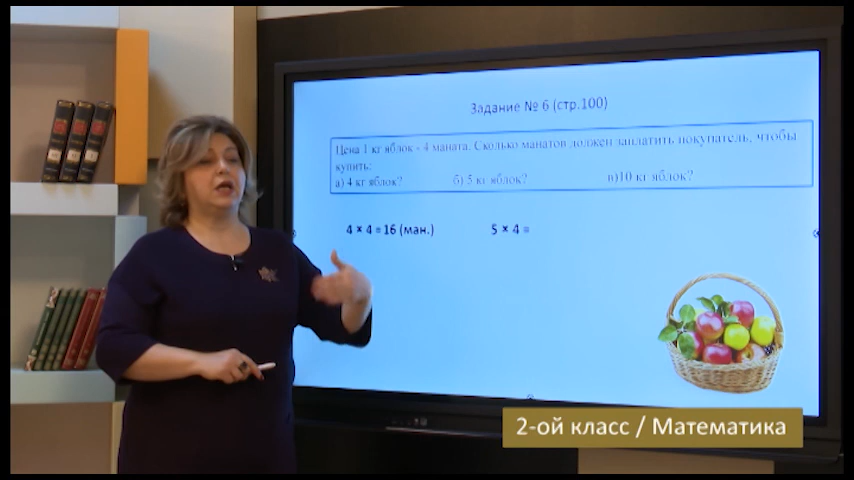 Задание № 6 (стр.100)
Цена 1 кг яблок - 4 маната. Сколько манатов должен заплатить покупатель, чтобы
купить:
а) 4 кг яблок? б) 5 кг яблок? в)10 кг яблок?
4 × 4 = 16 (ман.) 5 × 4 =
2-ой класс / Математика